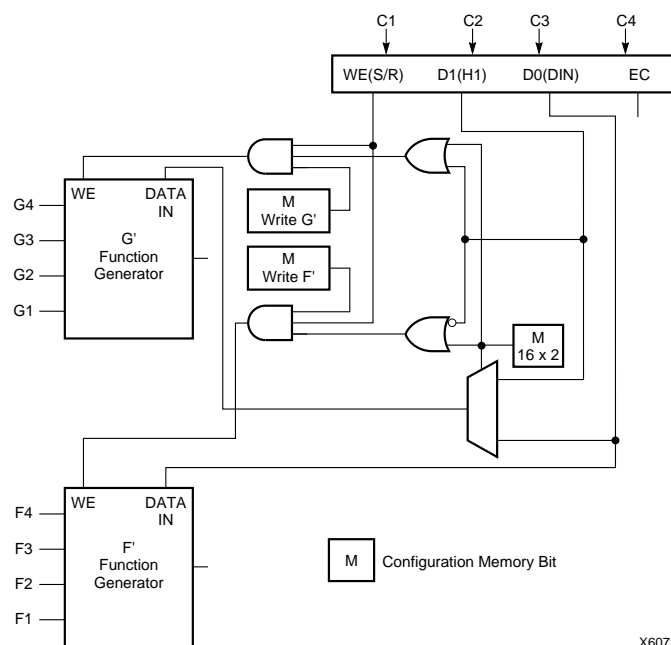 C1 C2 C3 C4
WE(S/R) D1(H1) D0(DIN) EC
WE DATA IN
G4
G3
G2
G1
G'
Function
Generator
M
Write G'
M
Write F'
M
16 x 2
WE DATA IN
F4
F3
F2
F1
F'
Function
Generator
M Configuration Memory Bit